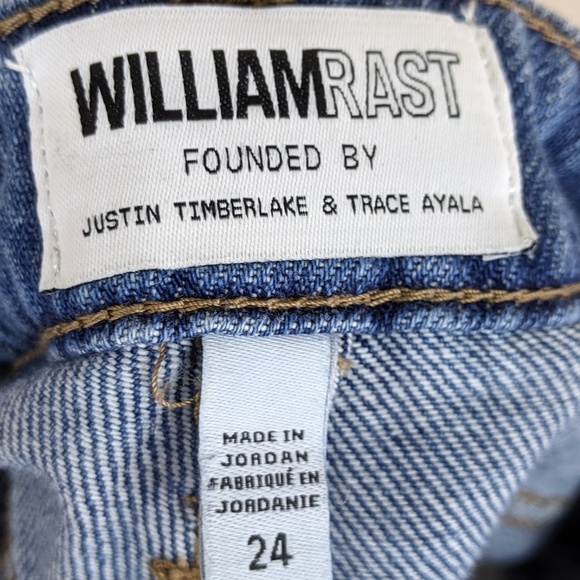 WILLIAMRAST
FOUNDED BY
JUSTIN TIMBERLAKE & TRACE AYALA
MADE IN
JORDAN
FABRIQUÉ EN
JORDANIE
24